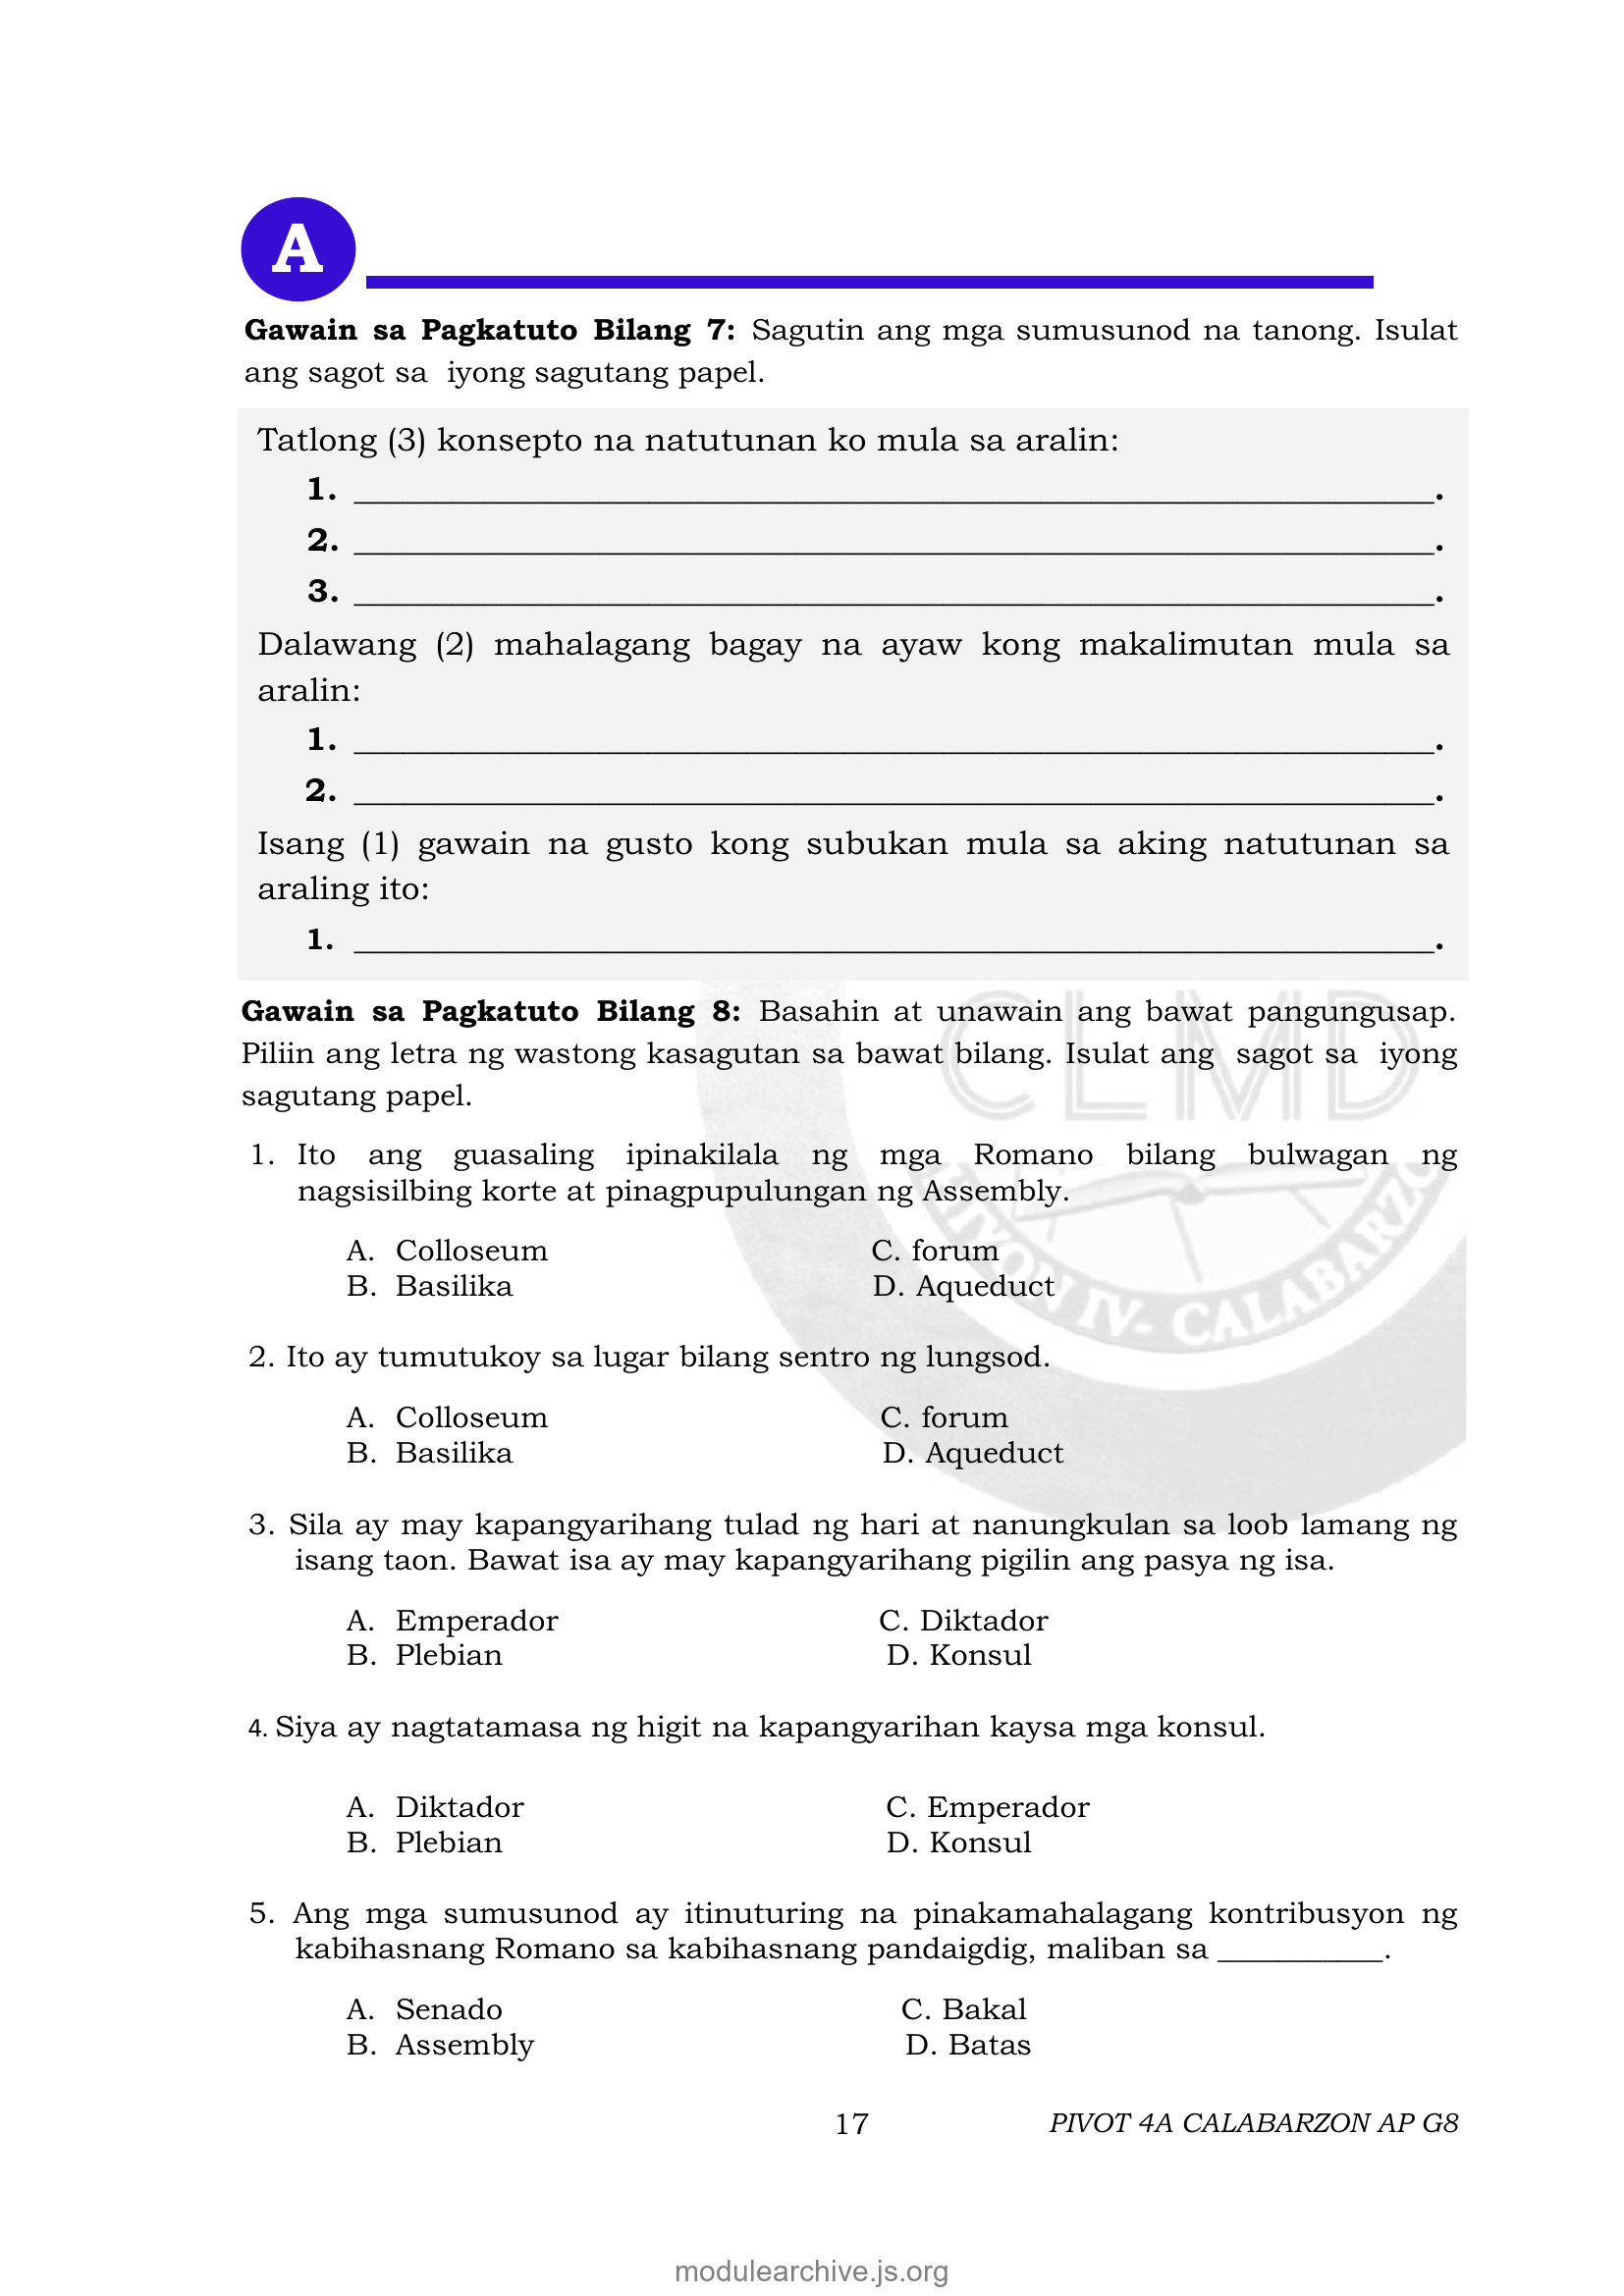 A
Gawain sa Pagkatuto Bilang 7: Sagutin ang mga sumusunod na tanong. Isulat
ang sagot sa iyong sagutang papel.
Tatlong (3) konsepto na natutunan ko mula sa aralin:
1. ______________________________.
2. ______________________________.
3. ______________________________.
Dalawang (2) mahalagang bagay na ayaw kong makalimutan mula sa
aralin:
1. ______________________________.
2. ______________________________.
Isang (1) gawain na gusto kong subukan mula sa aking natutunan sa
araling ito:
1. ______________________________.
Gawain sa Pagkatuto Bilang 8: Basahin at unawain ang bawat pangungusap.
Piliin ang letra ng wastong kasagutan sa bawat bilang. Isulat ang sagot sa iyong
sagutang papel.
CLMD
1. Ito ang guasaling ipinakilala ng mga Romano bilang bulwagan ng
nagsisilbing korte at pinagpupulungan ng Assembly.
A. Colloseum C. forum
B. Basilika D. Aqueduct
IV- CALABARZO
2. Ito ay tumutukoy sa lugar bilang sentro ng lungsod.
A. Colloseum C. forum
B. Basilika D. Aqueduct
3. Sila ay may kapangyarihang tulad ng hari at nanungkulan sa loob lamang ng
isang taon. Bawat isa ay may kapangyarihang pigilin ang pasya ng isa.
A. Emperador C. Diktador
B. Plebian D. Konsul
4. Siya ay nagtatamasa ng higit na kapangyarihan kaysa mga konsul.
A. Diktador C. Emperador
B. Plebian D. Konsul
5. Ang mga sumusunod ay itinuturing na pinakamahalagang kontribusyon ng
kabihasnang Romano sa kabihasnang pandaigdig, maliban sa ___________.
A. Senado C. Bakal
B. Assembly D. Batas
17 PIVOT 4A CALABARZON AP G8
modulearchive.js.org